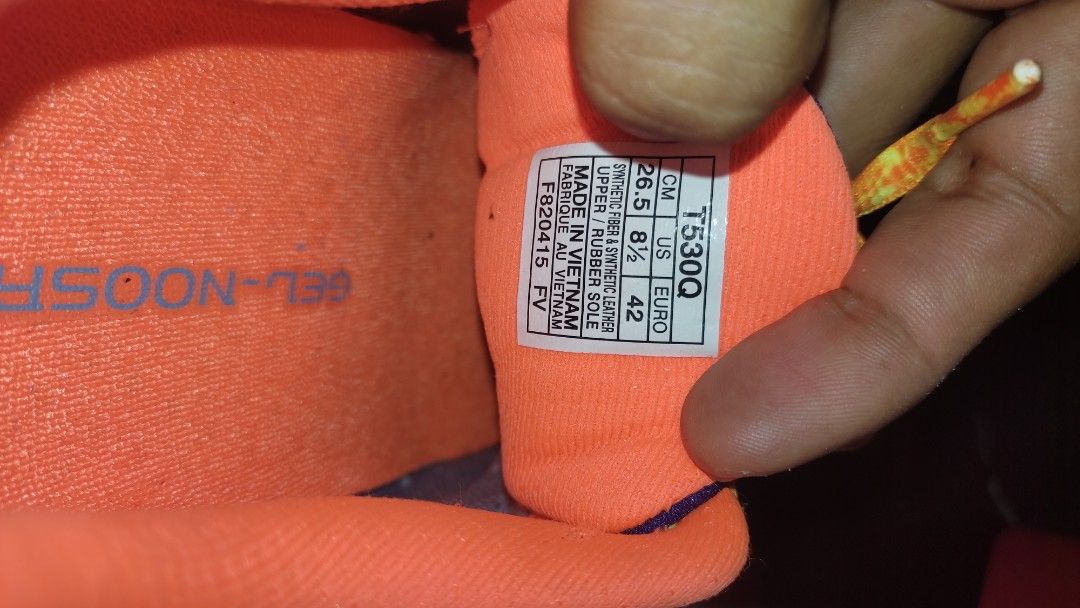 T530Q
CM US EURO
26.5 8½ 42
SYNTHETIC FIBER & SYNTHETIC LEATHER
UPPER / RUBBER SOLE
MADE IN VIETNAM
FABRIQUE AU VIETNAM
F820415 FV
GEL-NOOSA